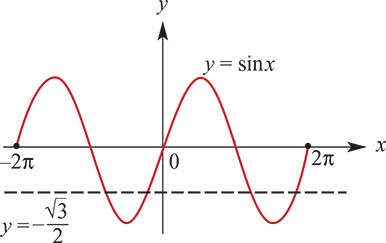 y
y = sinx
x
–2π
0
2π
y = –√3/2